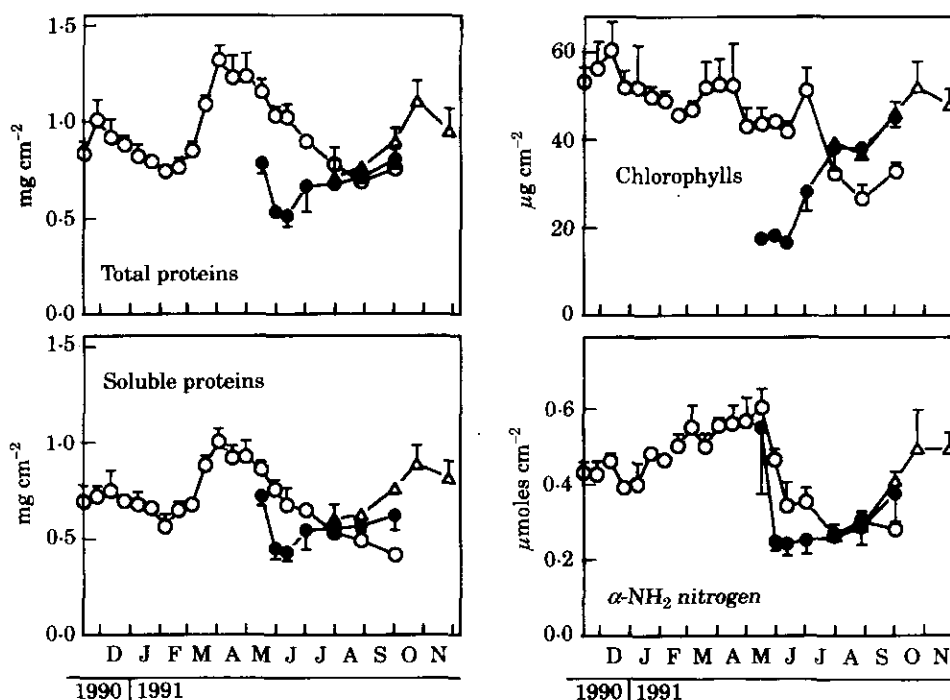 1·5
1·0
0·5
0·0
mg cm⁻²
Total proteins
60
40
20
0
µg cm⁻²
Chlorophylls
1·5
1·0
0·5
0·0
mg cm⁻²
Soluble proteins
D J F M A M J J A S O N
1990 1991
0·6
0·4
0·2
0·0
µmoles cm⁻²
α-NH₂ nitrogen
D J F M A M J J A S O N
1990 1991